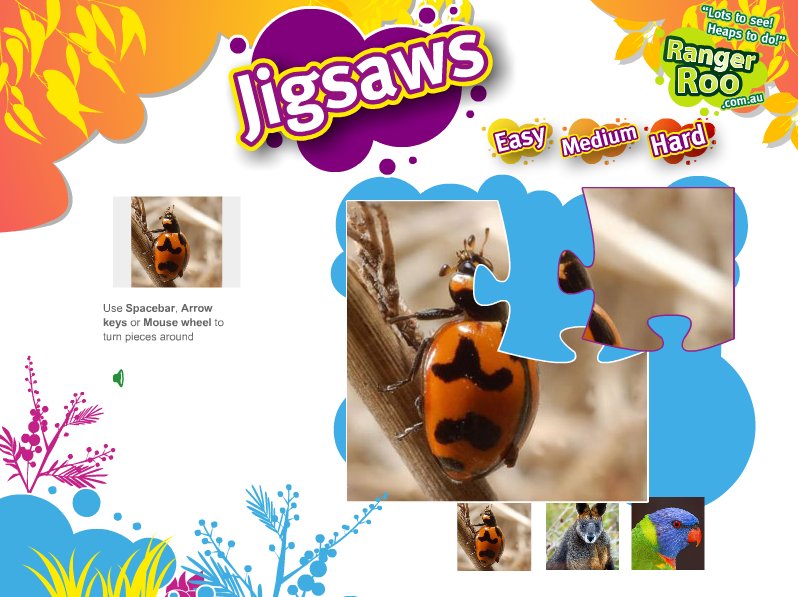 Jigsaws
“Lots to see!
Heaps to do!”
Ranger
Roo
.com.au
Easy Medium Hard
Use Spacebar, Arrow
keys or Mouse wheel to
turn pieces around